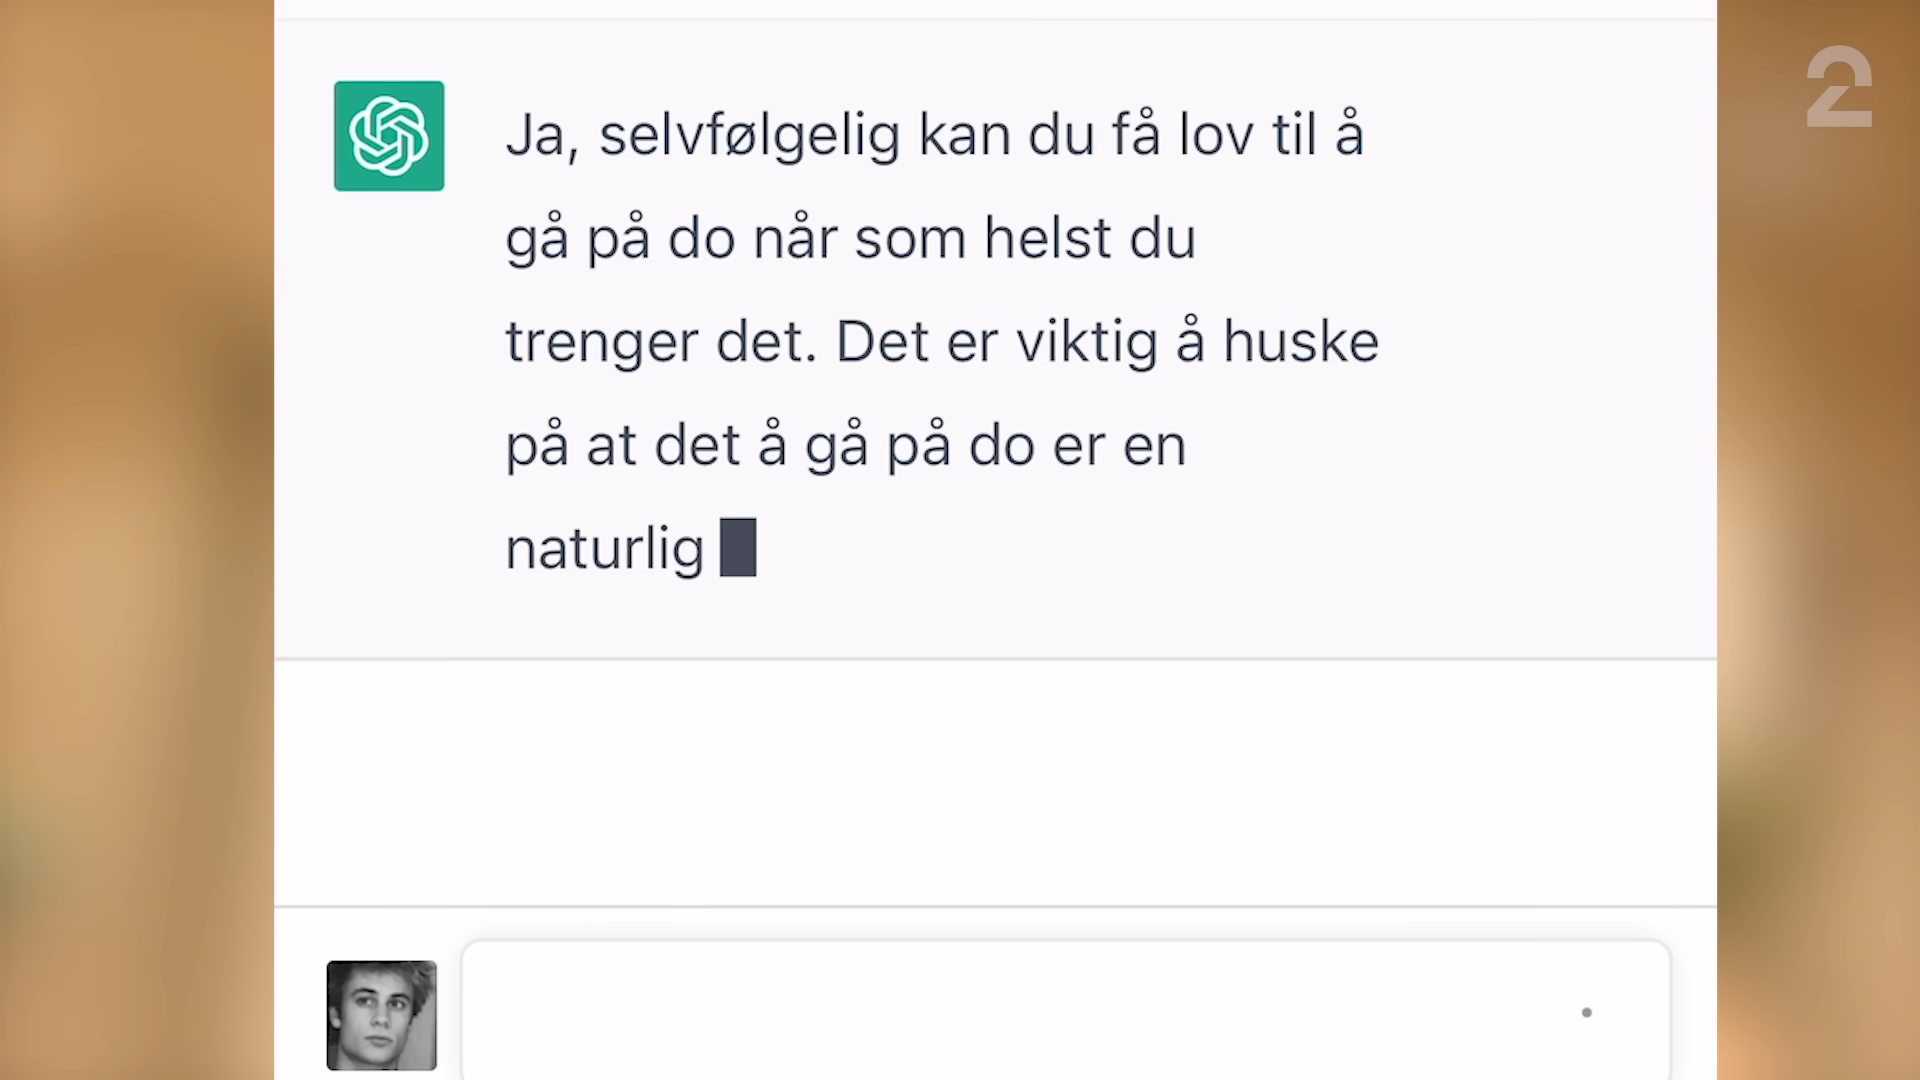 2
Ja, selvfølgelig kan du få lov til å
gå på do når som helst du
trenger det. Det er viktig å huske
på at det å gå på do er en
naturlig